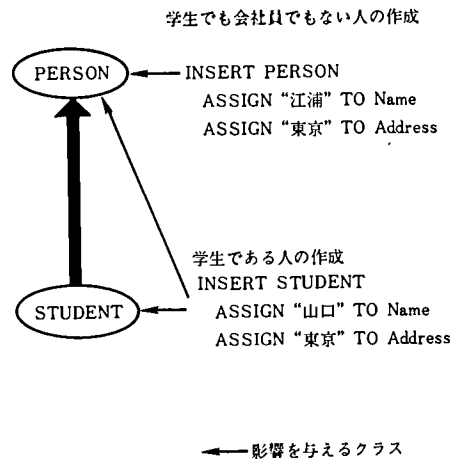 学生でも会社員でもない人の作成
PERSON
INSERT PERSON
ASSIGN “江浦” TO Name
ASSIGN “東京” TO Address
学生である人の作成
INSERT STUDENT
STUDENT
ASSIGN “山口” TO Name
ASSIGN “東京” TO Address
影響を与えるクラス